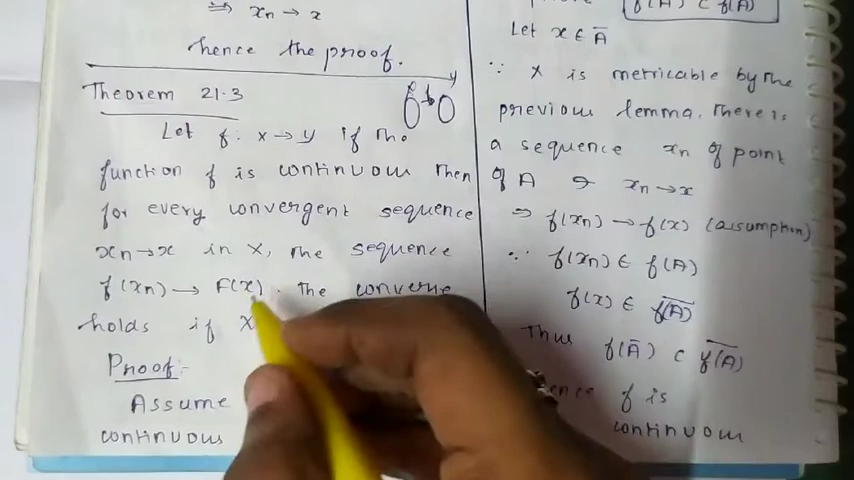 ⇒ xn → x
hence the proof.
Theorem 21.3
Let f: x → y if the
function f is continuous Then
for every convergent sequence
xn → x in X, The sequence
f(xn) → F(x). The converse
holds if X
Proof:-
Assume
continuous
f(Ā) ⊂ f(A)
Let x ∈ Ā
∵ X is metricable by the
previous lemma. There is
a sequence xn of point
of A ∋ xn → x
⇒ f(xn) → f(x) (assumption)
∵ f(xn) ∈ f(A)
f(x) ∈ f(A)̅
Thus f(Ā) ⊂ f(A)̅
f is
continuous